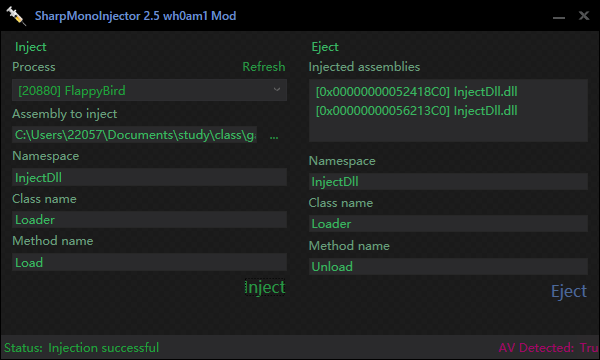 SharpMonoInjector 2.5 wh0am1 Mod
Inject
Process Refresh
[20880] FlappyBird
Assembly to inject
C:\Users\22057\Documents\study\class\g. ...
Namespace
InjectDll
Class name
Loader
Method name
Load
Inject
Eject
Injected assemblies
[0x00000000052418C0] InjectDll.dll
[0x00000000056213C0] InjectDll.dll
Namespace
InjectDll
Class name
Loader
Method name
Unload
Eject
Status: Injection successful
AV Detected: Tru